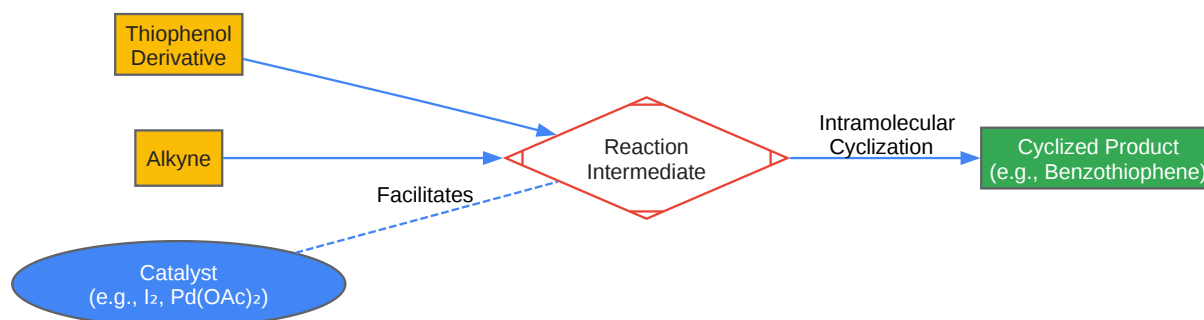 Thiophenol
Derivative
Alkyne
Facilitates
Catalyst
(e.g., I₂, Pd(OAc)₂)
Reaction
Intermediate
Intramolecular
Cyclization
Cyclized Product
(e.g., Benzothiophene)